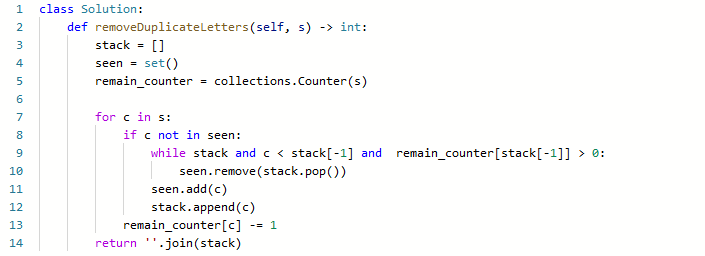 1 class Solution:
2     def removeDuplicateLetters(self, s) -> int:
3         stack = []
4         seen = set()
5         remain_counter = collections.Counter(s)
6
7         for c in s:
8             if c not in seen:
9                 while stack and c < stack[-1] and  remain_counter[stack[-1]] > 0:
10                     seen.remove(stack.pop())
11                 seen.add(c)
12                 stack.append(c)
13             remain_counter[c] -= 1
14         return ''.join(stack)